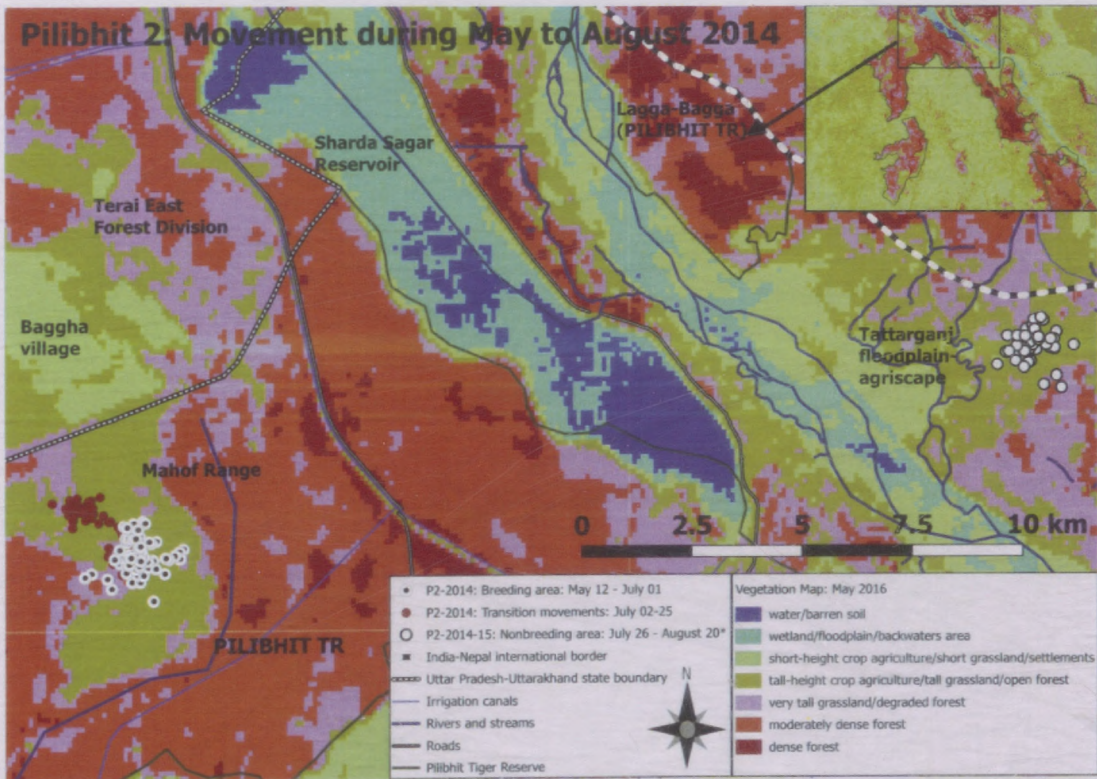 Pilibhit 2: Movement during May to August 2014
Lagga-Bagga
(PILIBHIT TR)
Sharda Sagar
Reservoir
Terai East
Forest Division
Baggha
village
Tattarganj
floodplain-
agriscape
Mahof Range
0 2.5 5 7.5 10 km
PILIBHIT TR
P2-2014: Breeding area: May 12 - July 01
P2-2014: Transition movements: July 02-25
P2-2014-15: Nonbreeding area: July 26 - August 20*
India-Nepal international border
Uttar Pradesh-Uttarakhand state boundary
Irrigation canals
Rivers and streams
Roads
Pilibhit Tiger Reserve
N
Vegetation Map: May 2016
water/barren soil
wetland/floodplain/backwaters area
short-height crop agriculture/short grassland/settlements
tall-height crop agriculture/tall grassland/open forest
very tall grassland/degraded forest
moderately dense forest
dense forest